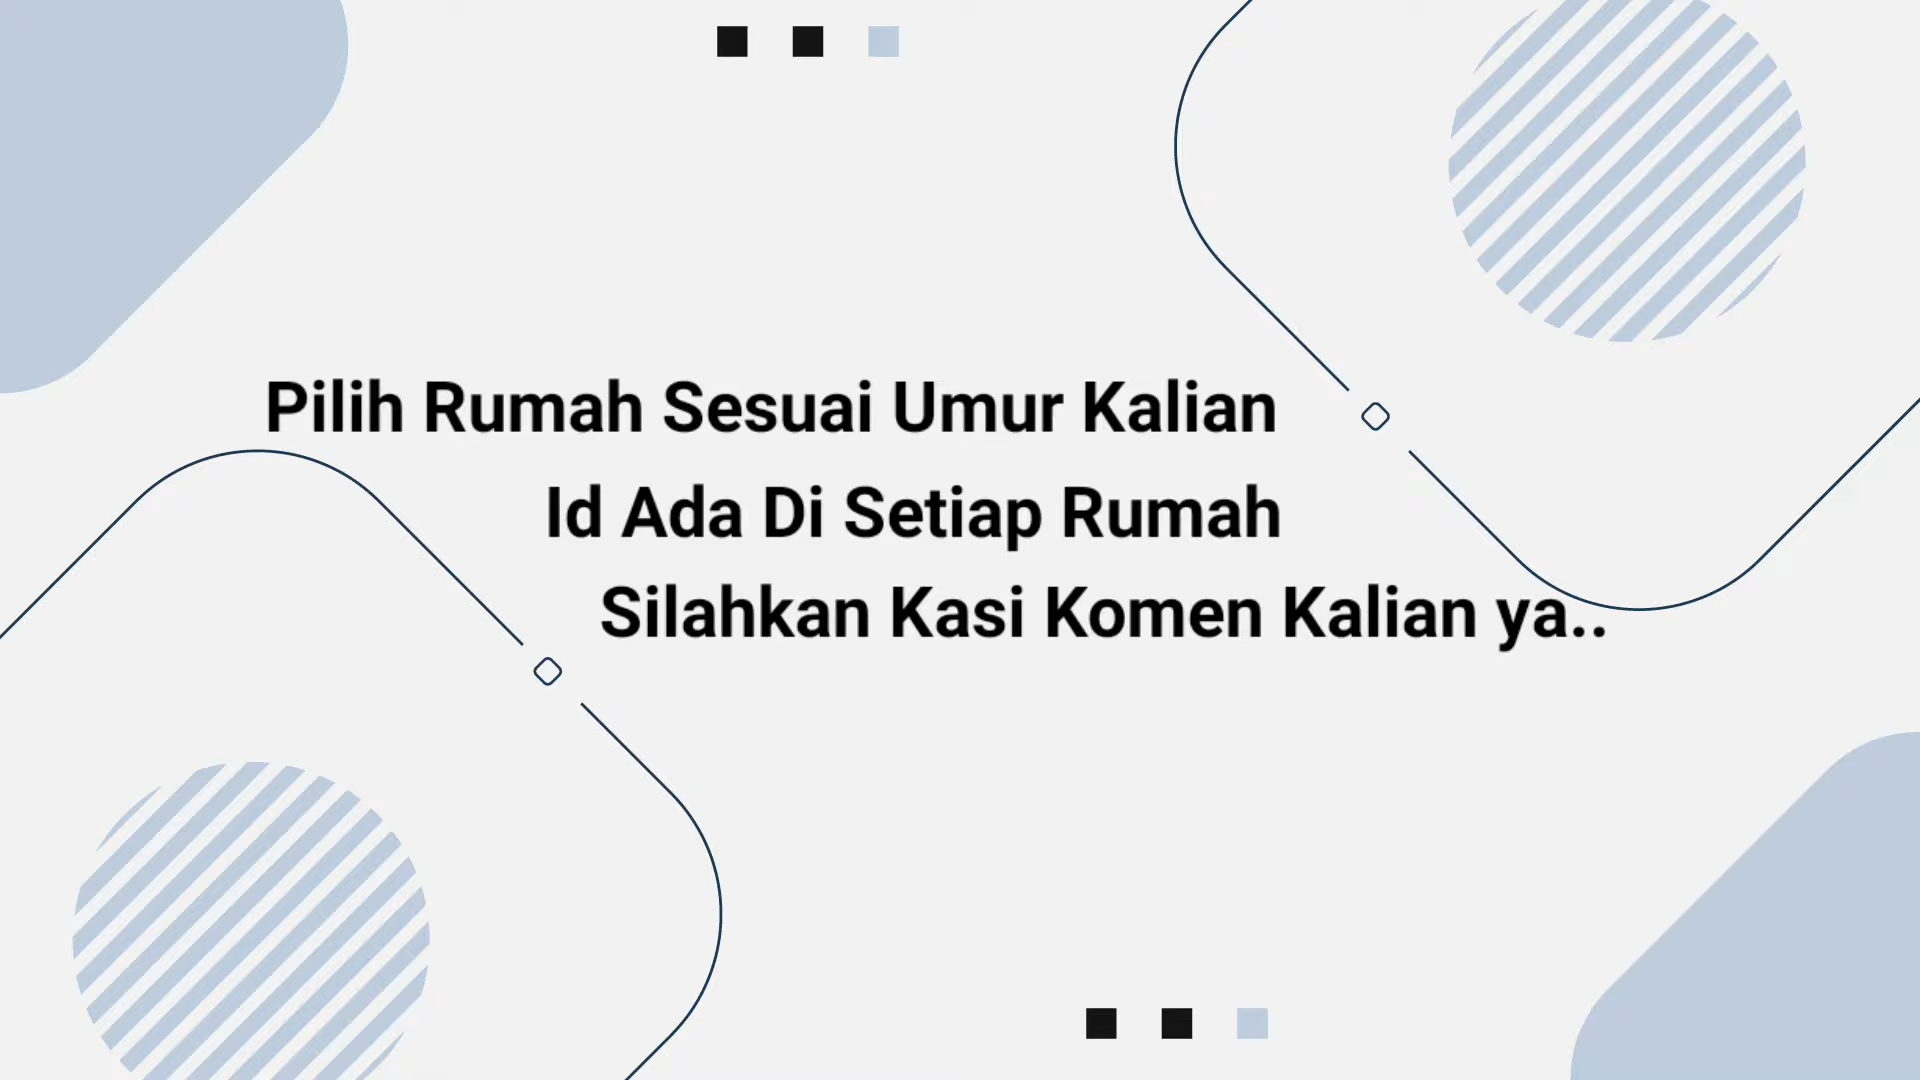 Pilih Rumah Sesuai Umur Kalian
Id Ada Di Setiap Rumah
Silahkan Kasi Komen Kalian ya..